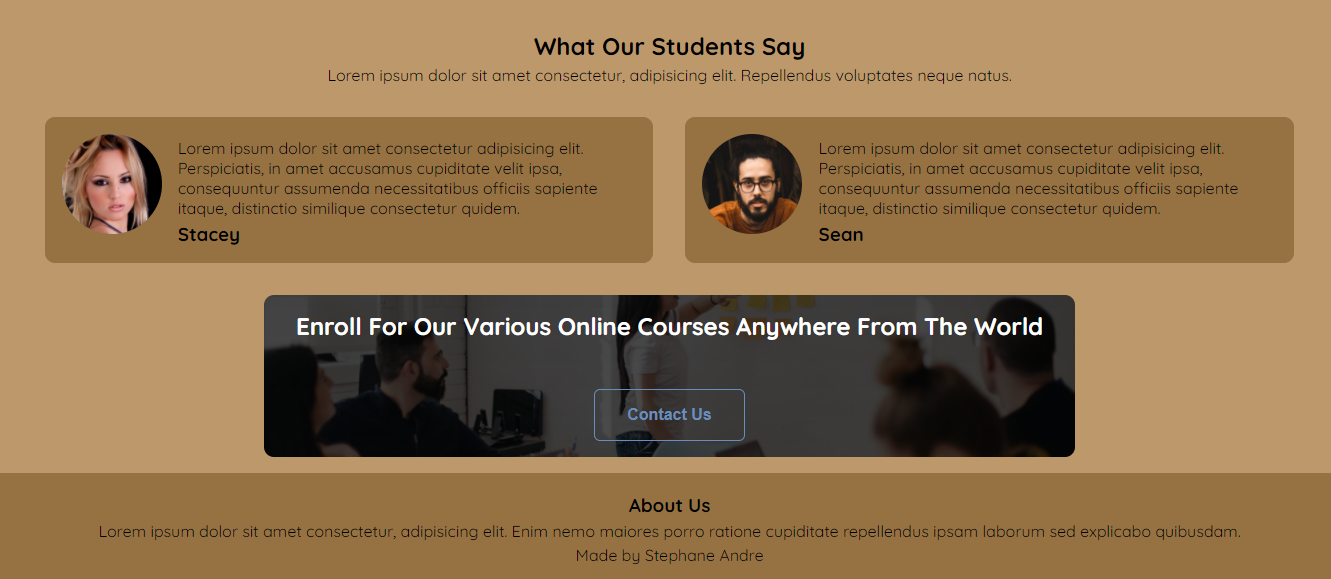 What Our Students Say
Lorem ipsum dolor sit amet consectetur, adipisicing elit. Repellendus voluptates neque natus.
Lorem ipsum dolor sit amet consectetur adipisicing elit.
Perspiciatis, in amet accusamus cupiditate velit ipsa,
consequuntur assumenda necessitatibus officiis sapiente
itaque, distinctio similique consectetur quidem.
Stacey
Lorem ipsum dolor sit amet consectetur adipisicing elit.
Perspiciatis, in amet accusamus cupiditate velit ipsa,
consequuntur assumenda necessitatibus officiis sapiente
itaque, distinctio similique consectetur quidem.
Sean
Enroll For Our Various Online Courses Anywhere From The World
Contact Us
About Us
Lorem ipsum dolor sit amet consectetur, adipisicing elit. Enim nemo maiores porro ratione cupiditate repellendus ipsam laborum sed explicabo quibusdam.
Made by Stephane Andre